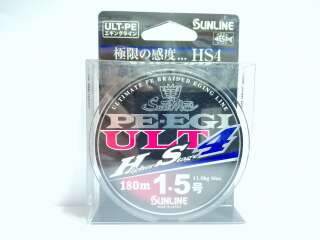 ULT-PE
エギングライン
SUNLINE
極限の感度... HS4
ULTIMATE PE BRAIDED EGING LINE
PE-EGI
ULT
HS4
180m 1.5号
SUNLINE